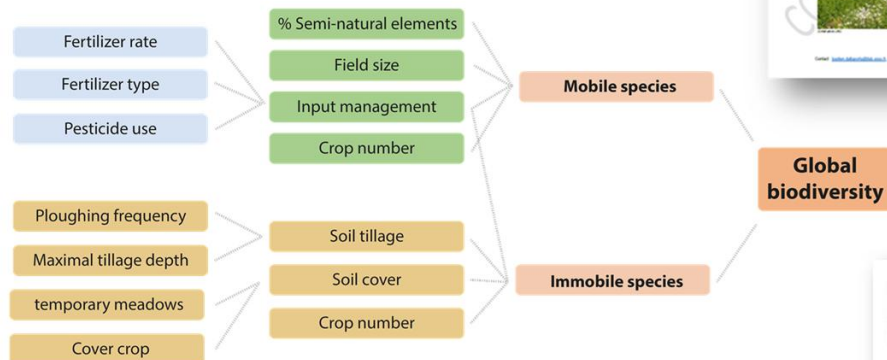 Fertilizer rate
Fertilizer type
Pesticide use
% Semi-natural elements
Field size
Input management
Crop number
Mobile species
Global
biodiversity
Ploughing frequency
Maximal tillage depth
temporary meadows
Cover crop
Soil tillage
Soil cover
Crop number
Immobile species